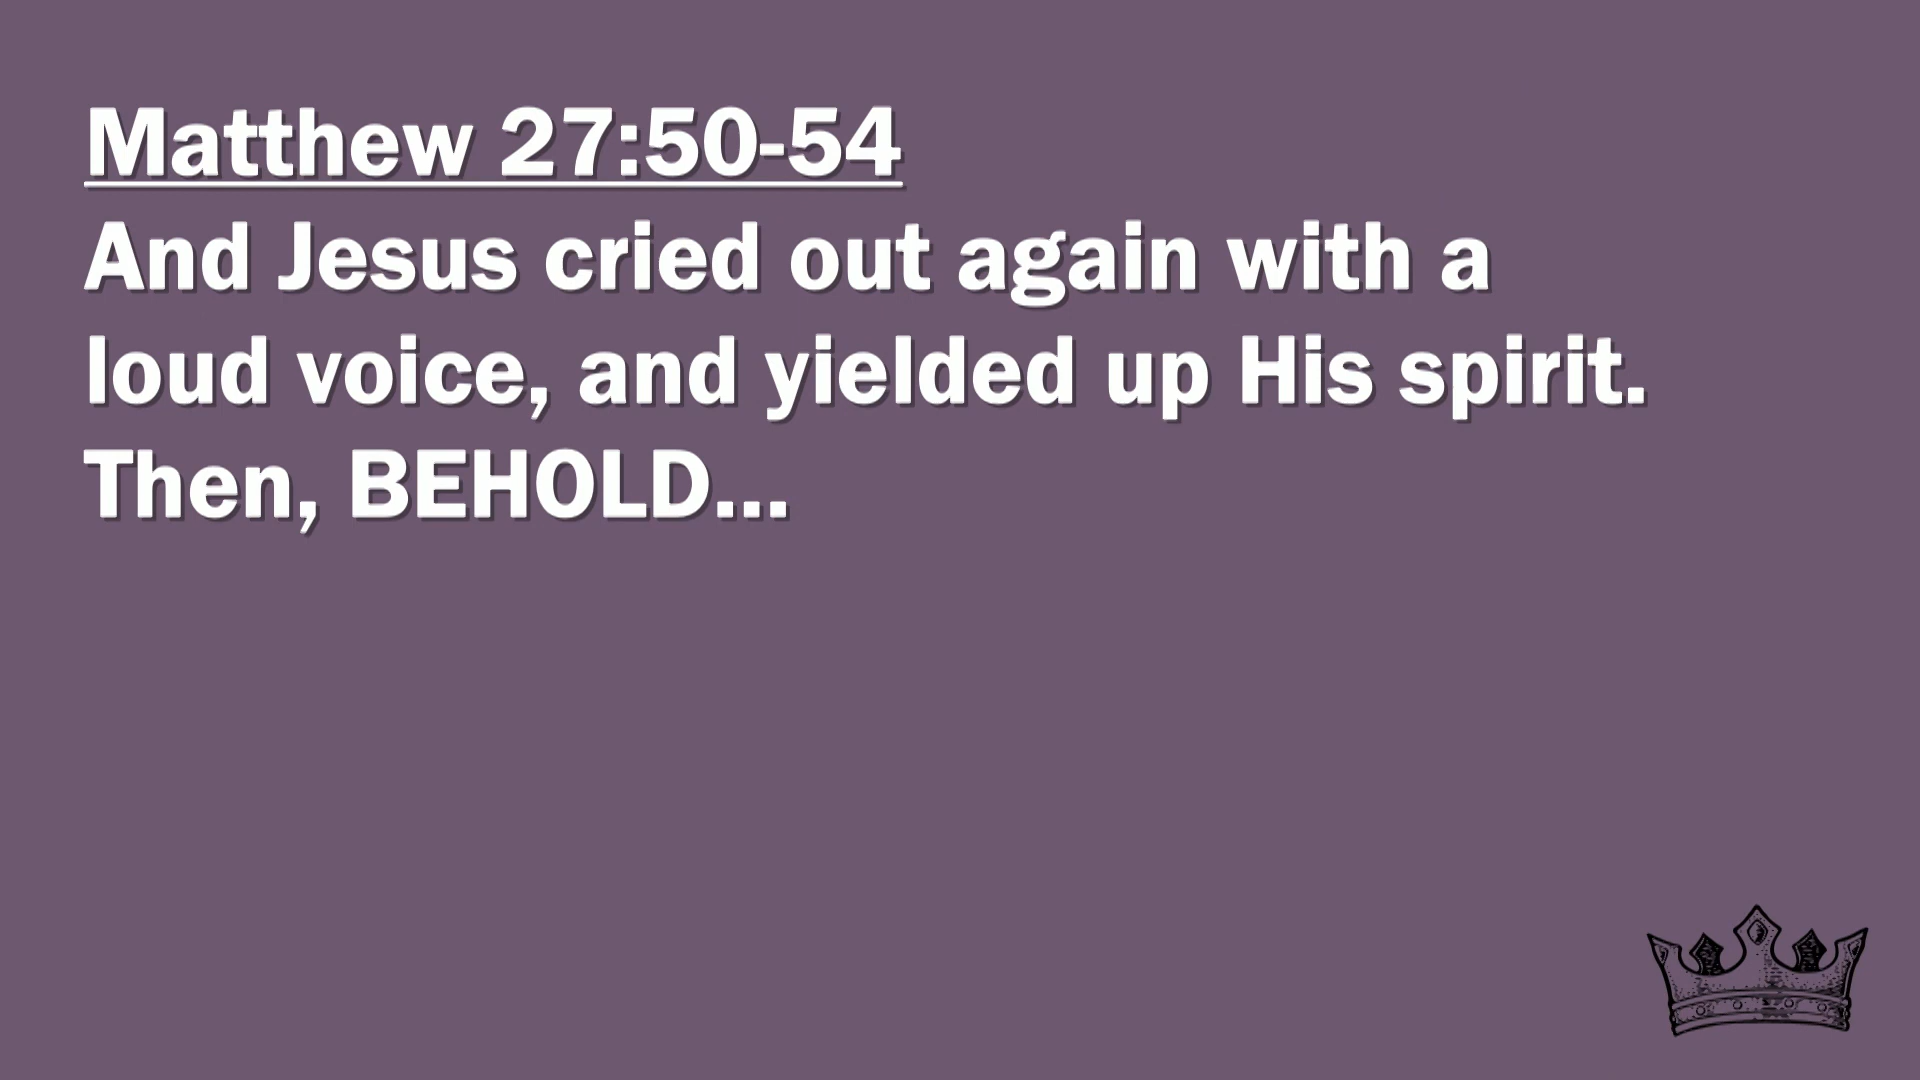 Matthew 27:50-54
And Jesus cried out again with a
loud voice, and yielded up His spirit.
Then, BEHOLD...